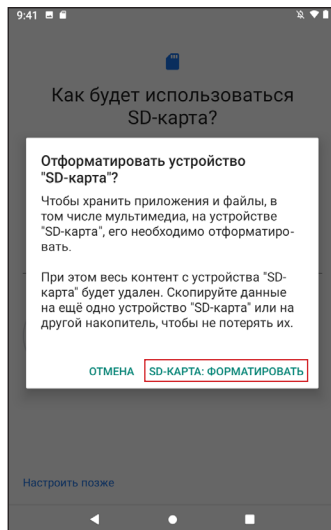 9:41
Как будет использоваться
SD-карта?
Отформатировать устройство
"SD-карта"?
Чтобы хранить приложения и файлы, в
том числе мультимедиа, на устройстве
"SD-карта", его необходимо отформатиро-
вать.
При этом весь контент с устройства "SD-
карта" будет удален. Скопируйте данные
на ещё одно устройство "SD-карта" или на
другой накопитель, чтобы не потерять их.
ОТМЕНА SD-КАРТА: ФОРМАТИРОВАТЬ
Настроить позже